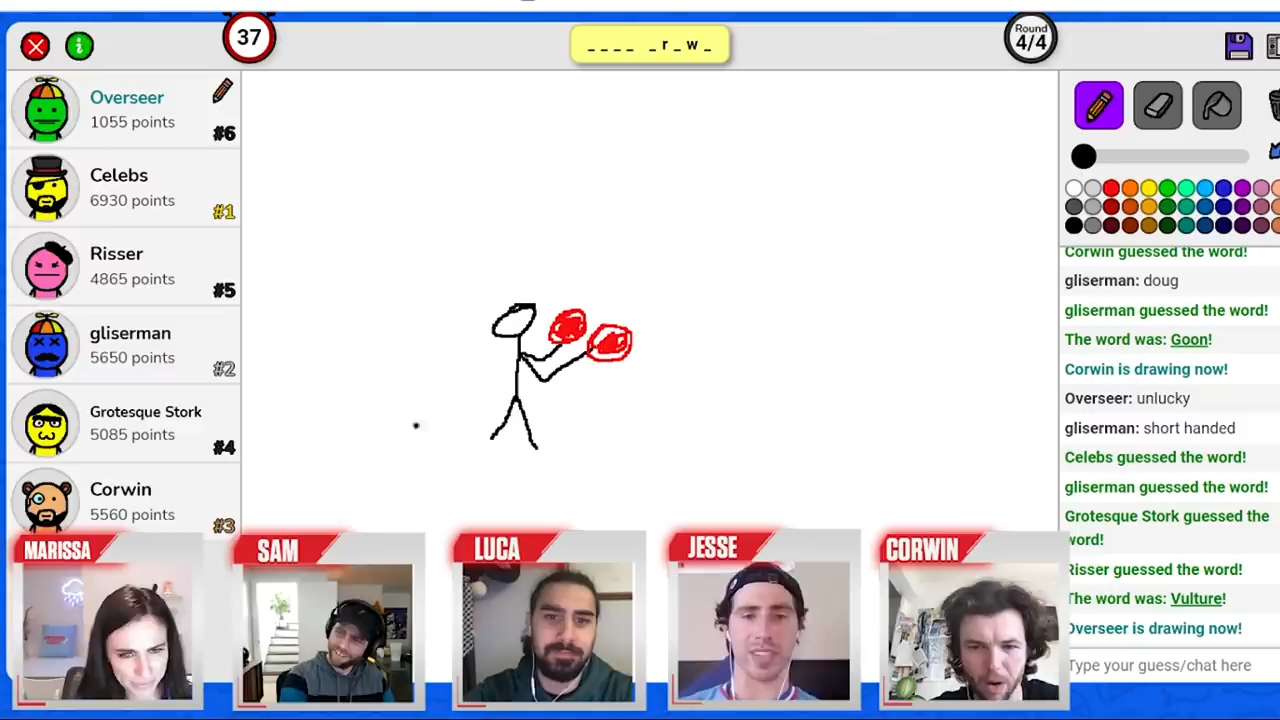 37
_ _ _ _ _ r _ w _
Round
4/4
Overseer
1055 points
#6
Celebs
6930 points
#1
Risser
4865 points
#5
gliserman
5650 points
#2
Grotesque Stork
5085 points
#4
Corwin
5560 points
#3
Corwin guessed the word!
gliserman: doug
gliserman guessed the word!
The word was: Goon!
Corwin is drawing now!
Overseer: unlucky
gliserman: short handed
Celebs guessed the word!
gliserman guessed the word!
Grotesque Stork guessed the
word!
Risser guessed the word!
The word was: Vulture!
Overseer is drawing now!
Type your guess/chat here
MARISSA
SAM
LUCA
JESSE
CORWIN